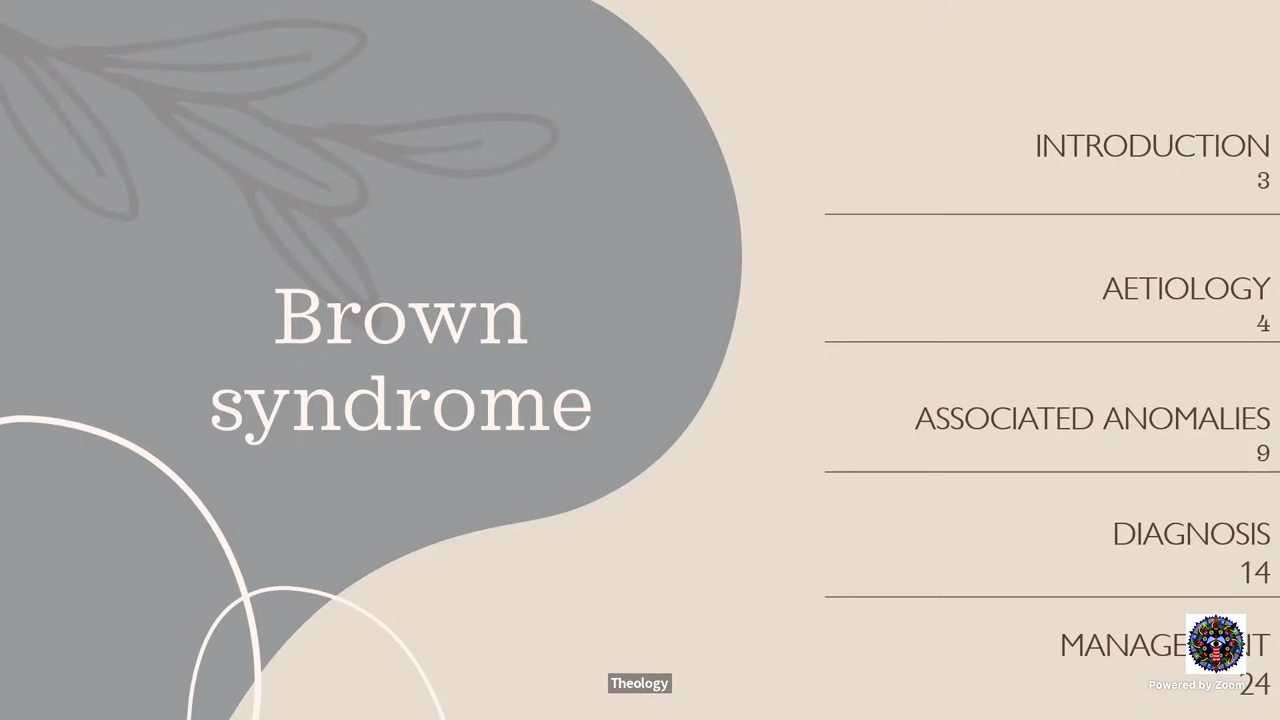 Brown
syndrome
INTRODUCTION
3
AETIOLOGY
4
ASSOCIATED ANOMALIES
9
DIAGNOSIS
14
24
Theology
Powered by Zoom